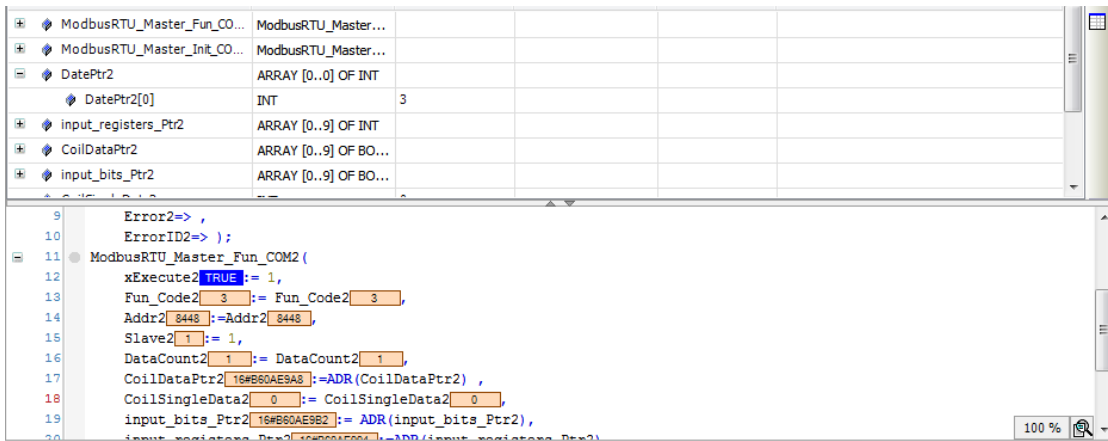 ModbusRTU_Master_Fun_CO... ModbusRTU_Master...
ModbusRTU_Master_Init_CO... ModbusRTU_Master...
DatePtr2 ARRAY [0..0] OF INT
DatePtr2[0] INT 3
input_registers_Ptr2 ARRAY [0..9] OF INT
CoilDataPtr2 ARRAY [0..9] OF BO...
input_bits_Ptr2 ARRAY [0..9] OF BO...
9 Error2=> ,
10 ErrorID2=> );
11 ModbusRTU_Master_Fun_COM2(
12 xExecute2 TRUE := 1,
13 Fun_Code2 3 := Fun_Code2 3 ,
14 Addr2 8448 :=Addr2 8448 ,
15 Slave2 1 := 1,
16 DataCount2 1 := DataCount2 1 ,
17 CoilDataPtr2 16#B60AE9A8 :=ADR(CoilDataPtr2) ,
18 CoilSingleData2 0 := CoilSingleData2 0 ,
19 input_bits_Ptr2 16#B60AE9B2 := ADR(input_bits_Ptr2),
100 %